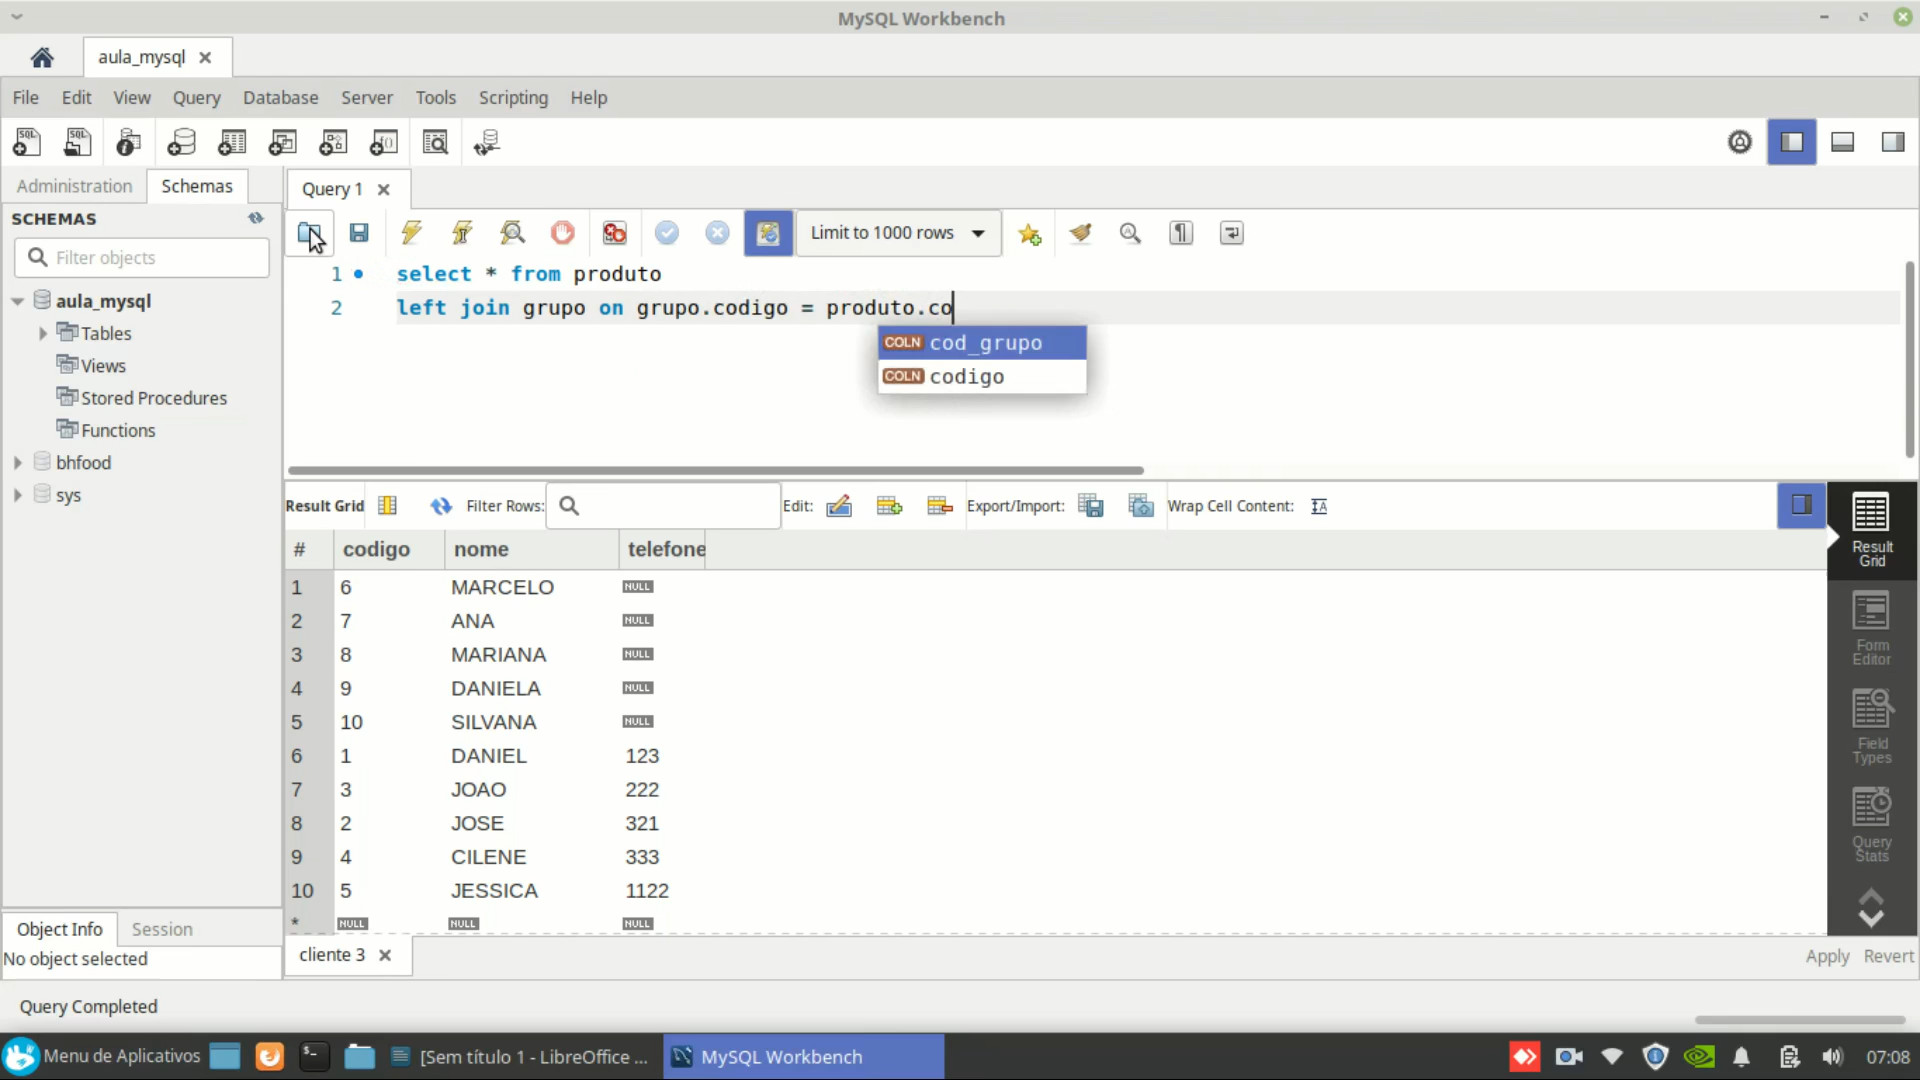 MySQL Workbench
aula_mysql
File Edit View Query Database Server Tools Scripting Help
Administration Schemas
SCHEMAS
Filter objects
aula_mysql
Tables
Views
Stored Procedures
Functions
bhfood
sys
Object Info Session
No object selected
Query 1
Limit to 1000 rows
1 select * from produto
2 left join grupo on grupo.codigo = produto.co
COLN cod_grupo
COLN codigo
Result Grid Filter Rows: Edit: Export/Import: Wrap Cell Content:
# codigo nome telefone
1 6 MARCELO NULL
2 7 ANA NULL
3 8 MARIANA NULL
4 9 DANIELA NULL
5 10 SILVANA NULL
6 1 DANIEL 123
7 3 JOAO 222
8 2 JOSE 321
9 4 CILENE 333
10 5 JESSICA 1122
* NULL NULL NULL
Result
Grid
Form
Editor
Field
Types
Query
Stats
cliente 3
Apply Revert
Query Completed
Menu de Aplicativos [Sem título 1 - LibreOffice ... MySQL Workbench 07:08